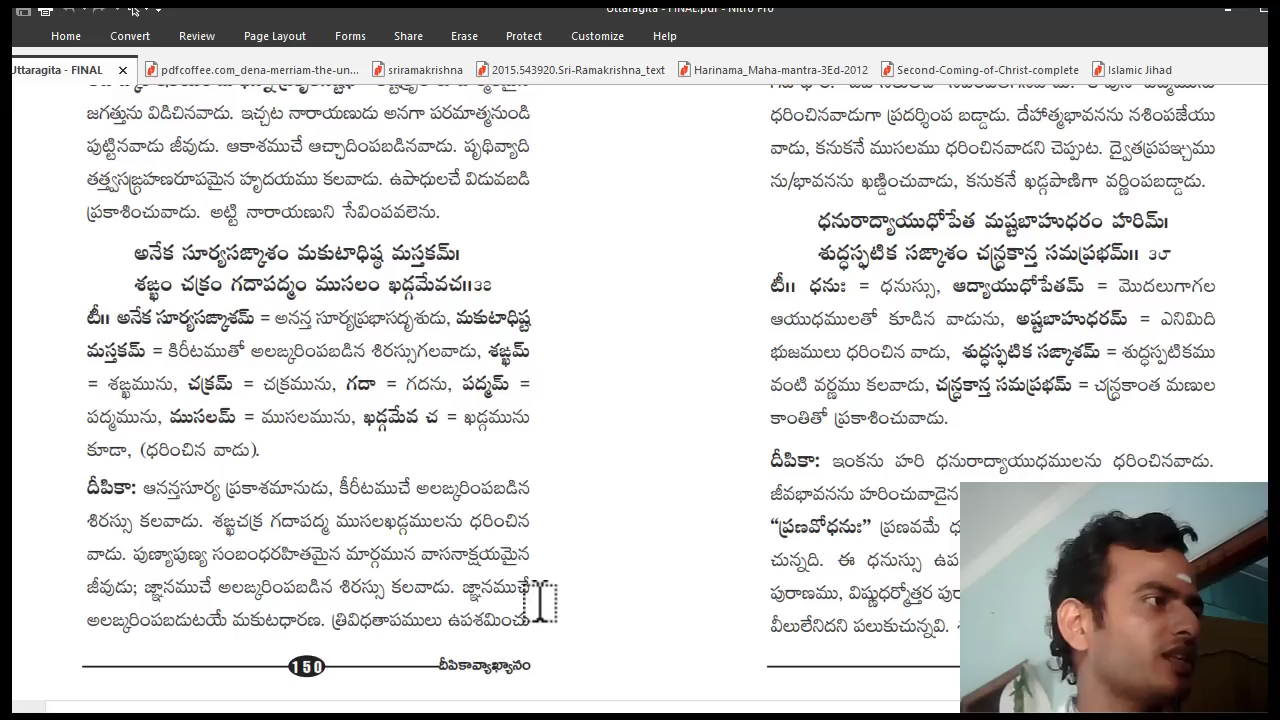 Uttaragita - FINAL.pdf - Nitro Pro
Home Convert Review Page Layout Forms Share Erase Protect Customize Help
Uttaragita - FINAL pdfcoffee.com_dena-merriam-the-un... sriramakrishna 2015.543920.Sri-Ramakrishna_text Harinama_Maha-mantra-3Ed-2012 Second-Coming-of-Christ-complete Islamic Jihad
జగత్తును విడిచినవాడు. ఇచ్చట నారాయణుడు అనగా పరమాత్మనుండి
పుట్టినవాడు జీవుడు. ఆకాశముచే ఆచ్ఛాదింపబడినవాడు. పృథివ్యాది
తత్త్వసఙ్గ్రహణరూపమైన హృదయము కలవాడు. ఉపాధులచే విడువబడి
ప్రకాశించువాడు. అట్టి నారాయణుని సేవింపవలెను.
అనేక సూర్యసఙ్కాశం మకుటాధిష్ఠ మస్తకమ్।
శఙ్ఖం చక్రం గదాపద్మం ముసలం ఖడ్గమేవచ॥౩౭
టీ॥ అనేక సూర్యసఙ్కాశమ్ = అనన్త సూర్యప్రభాసదృశుడు, మకుటాధిష్ట
మస్తకమ్ = కిరీటముతో అలఙ్కరింపబడిన శిరస్సుగలవాడు, శఙ్ఖమ్
= శఙ్ఖమును, చక్రమ్ = చక్రమును, గదా = గదను, పద్మమ్ =
పద్మమును, ముసలమ్ = ముసలమును, ఖడ్గమేవ చ = ఖడ్గమును
కూడా, (ధరించిన వాడు).
దీపికా: ఆనన్తసూర్య ప్రకాశమానుడు, కిరీటముచే అలఙ్కరింపబడిన
శిరస్సు కలవాడు. శఙ్ఖచక్ర గదాపద్మ ముసలఖడ్గములను ధరించిన
వాడు. పుణ్యాపుణ్య సంబంధరహితమైన మార్గమున వాసనాక్షయమైన
జీవుడు; జ్ఞానముచే అలఙ్కరింపబడిన శిరస్సు కలవాడు. జ్ఞానముచే
అలఙ్కరింపబడుటయే మకుటధారణ. త్రివిధతాపములు ఉపశమించు
150 దీపికావ్యాఖ్యానం
ధరించినవాడుగా ప్రదర్శింప బడ్డాడు. దేహాత్మభావనను నశింపజేయు
వాడు, కనుకనే ముసలము ధరించినవాడని చెప్పుట. ద్వైతప్రపఞ్చము
ను/భావనను ఖణ్డించువాడు, కనుకనే ఖడ్గపాణిగా వర్ణింపబడ్డాడు.
ధనురాద్యాయుధోపేత మష్టబాహుధరం హరిమ్।
శుద్ధస్ఫటిక సఙ్కాశం చన్ద్రకాన్త సమప్రభమ్॥ ౩౮
టీ॥ ధనుః = ధనుస్సు, ఆద్యాయుధోపేతమ్ = మొదలుగాగల
ఆయుధములతో కూడిన వాడును, అష్టబాహుధరమ్ = ఎనిమిది
భుజములు ధరించిన వాడు, శుద్ధస్ఫటిక సఙ్కాశమ్ = శుద్ధస్పటికము
వంటి వర్ణము కలవాడు, చన్ద్రకాన్త సమప్రభమ్ = చన్ద్రకాంత మణుల
కాంతితో ప్రకాశించువాడు.
దీపికా: ఇంకను హరి ధనురాద్యాయుధములను ధరించినవాడు.
జీవభావనను హరించువాడైన
"ప్రణవోధనుః" ప్రణవమే
చున్నది. ఈ ధనుస్సు
పురాణము, విష్ణుధర్మోత్తర
వీలులేనిదని పలుకుచున్నవి.